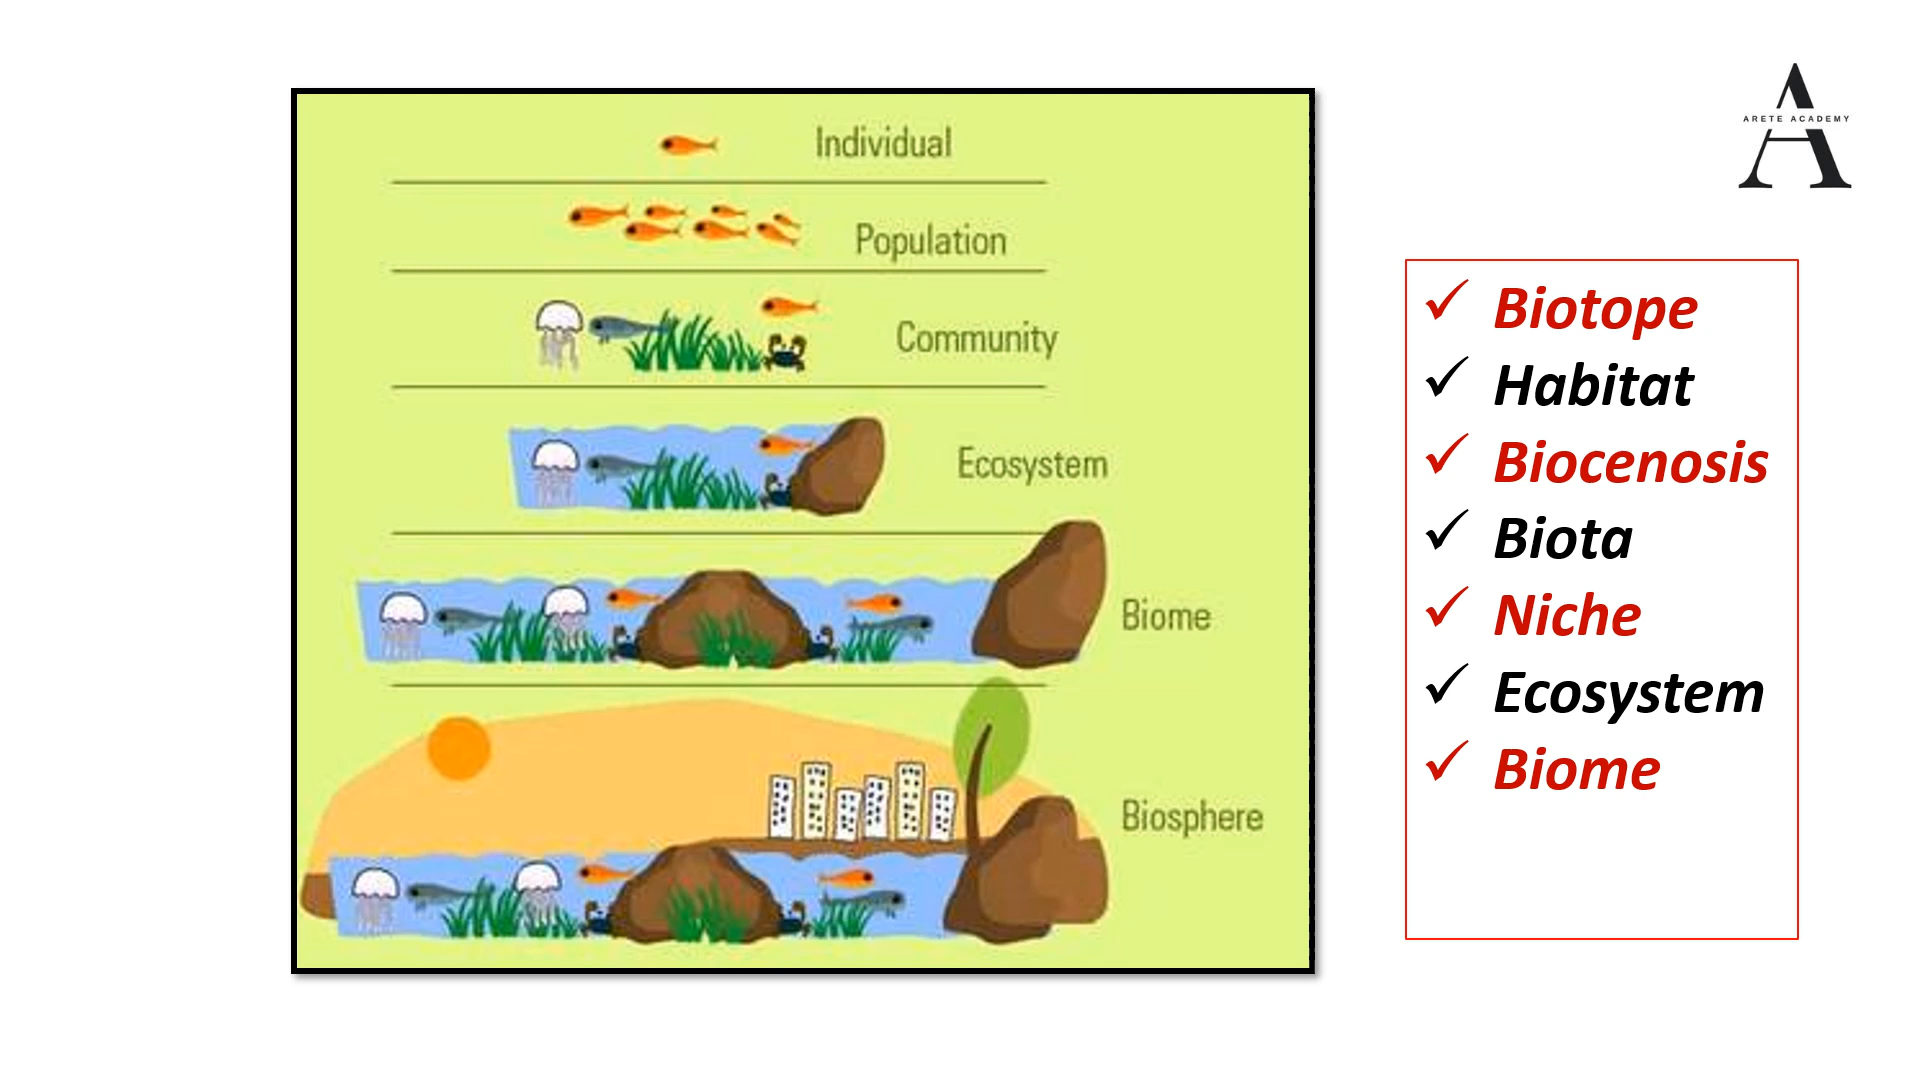 Individual
Population
Community
Ecosystem
Biome
Biosphere
ARETE ACADEMY
Biotope
Habitat
Biocenosis
Biota
Niche
Ecosystem
Biome